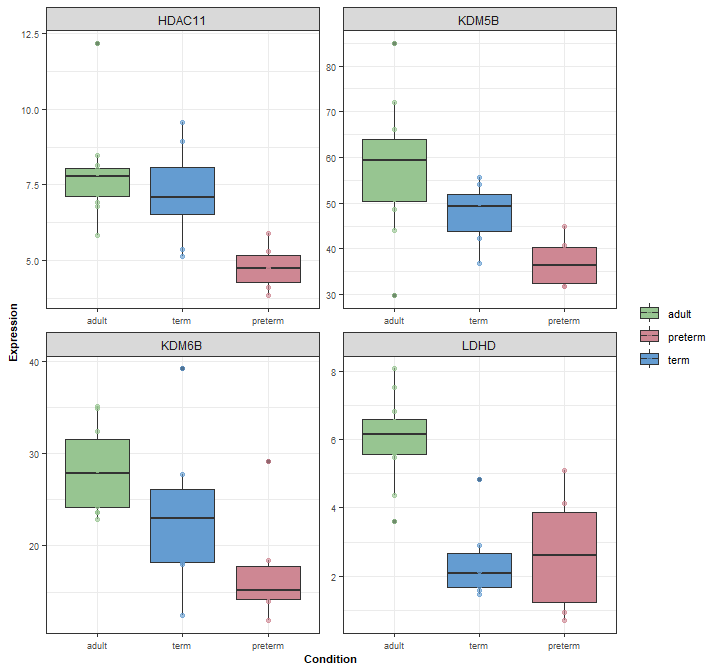 HDAC11
KDM5B
12.5
10.0
7.5
5.0
80
70
60
50
40
30
adult
term
preterm
adult
term
preterm
KDM6B
LDHD
40
30
20
8
6
4
2
adult
term
preterm
adult
term
preterm
Expression
Condition
adult
preterm
term